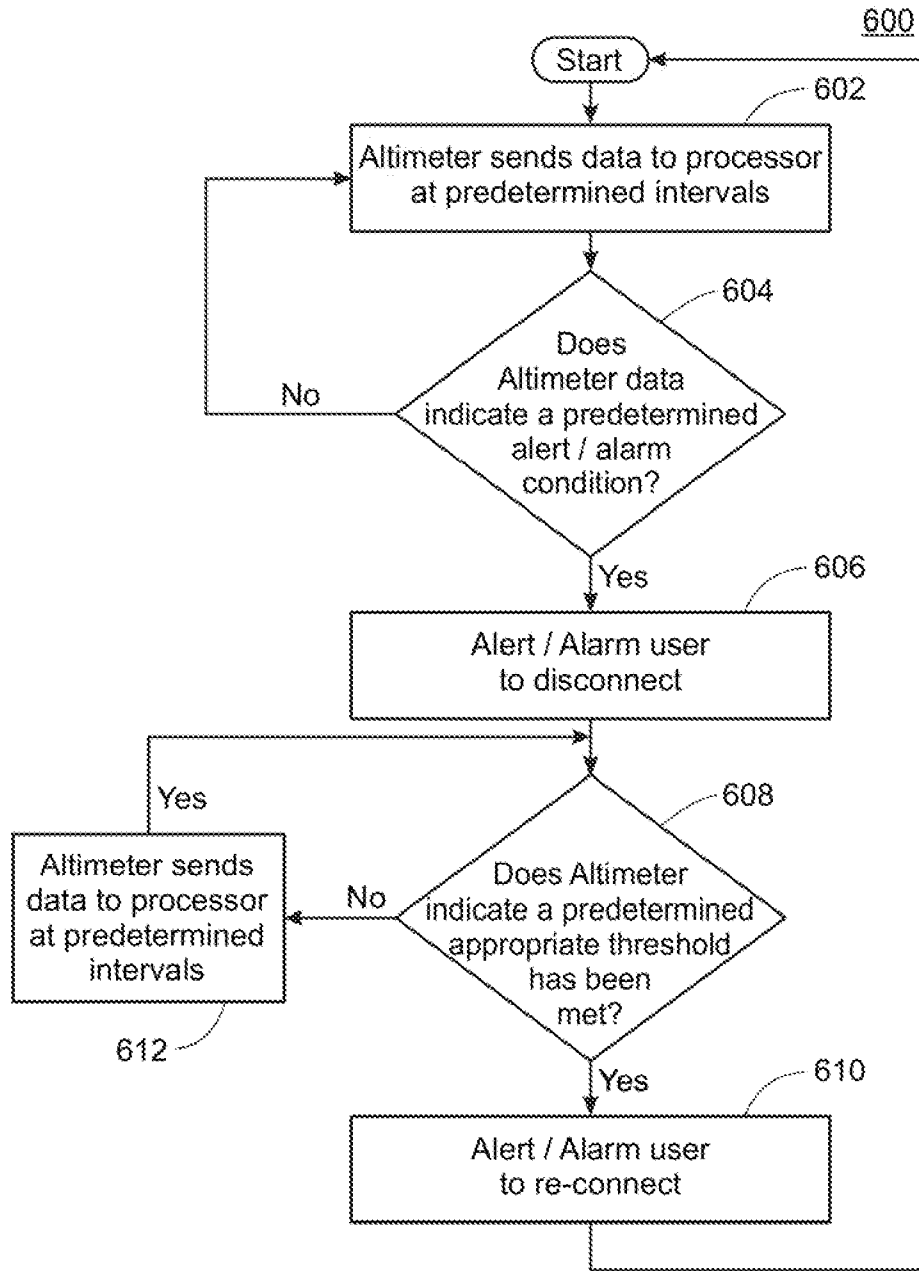 600
Start
602
Altimeter sends data to processor
at predetermined intervals
604
Does
Altimeter data
indicate a predetermined
alert / alarm
condition?
No
Yes
606
Alert / Alarm user
to disconnect
608
Does Altimeter
indicate a predetermined
appropriate threshold
has been
met?
No
Yes
Altimeter sends
data to processor
at predetermined
intervals
612
Yes
610
Alert / Alarm user
to re-connect